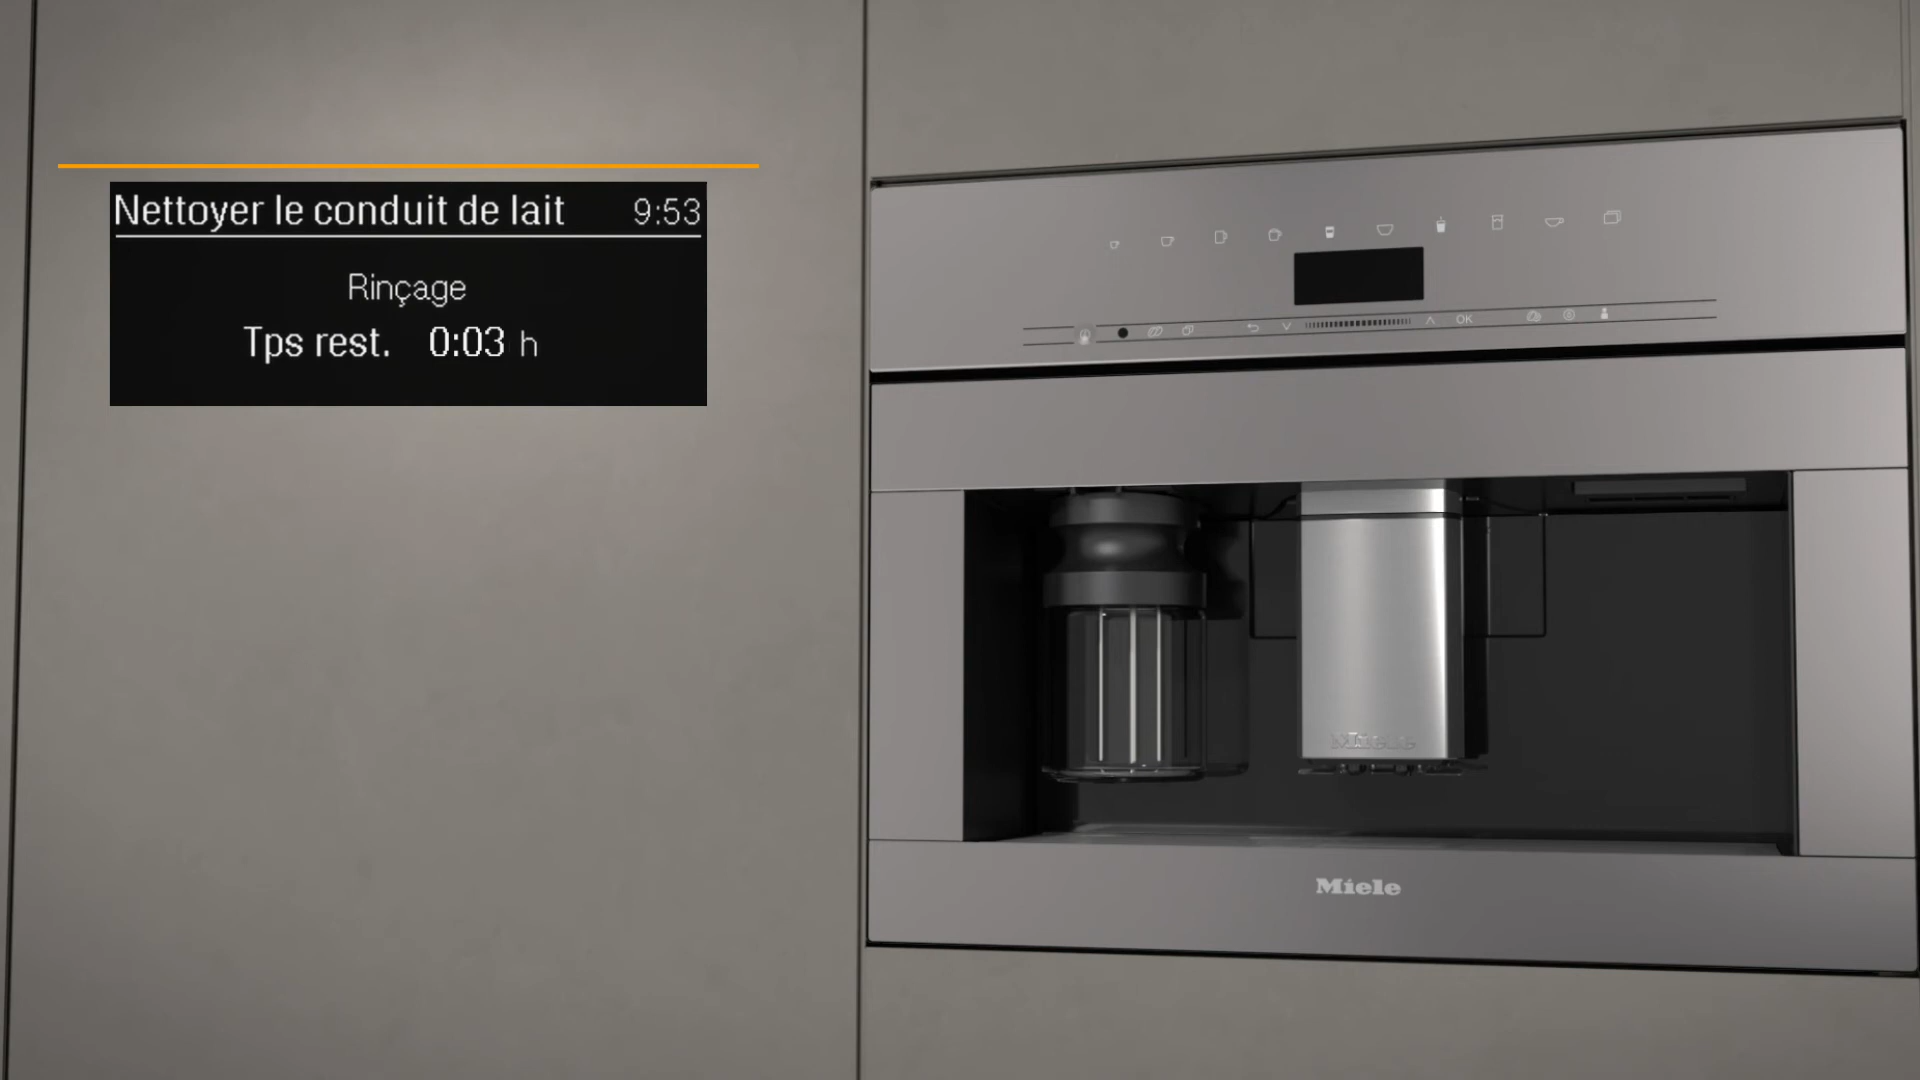 Nettoyer le conduit de lait 9:53
Rinçage
Tps rest. 0:03 h
OK
Miele
Miele